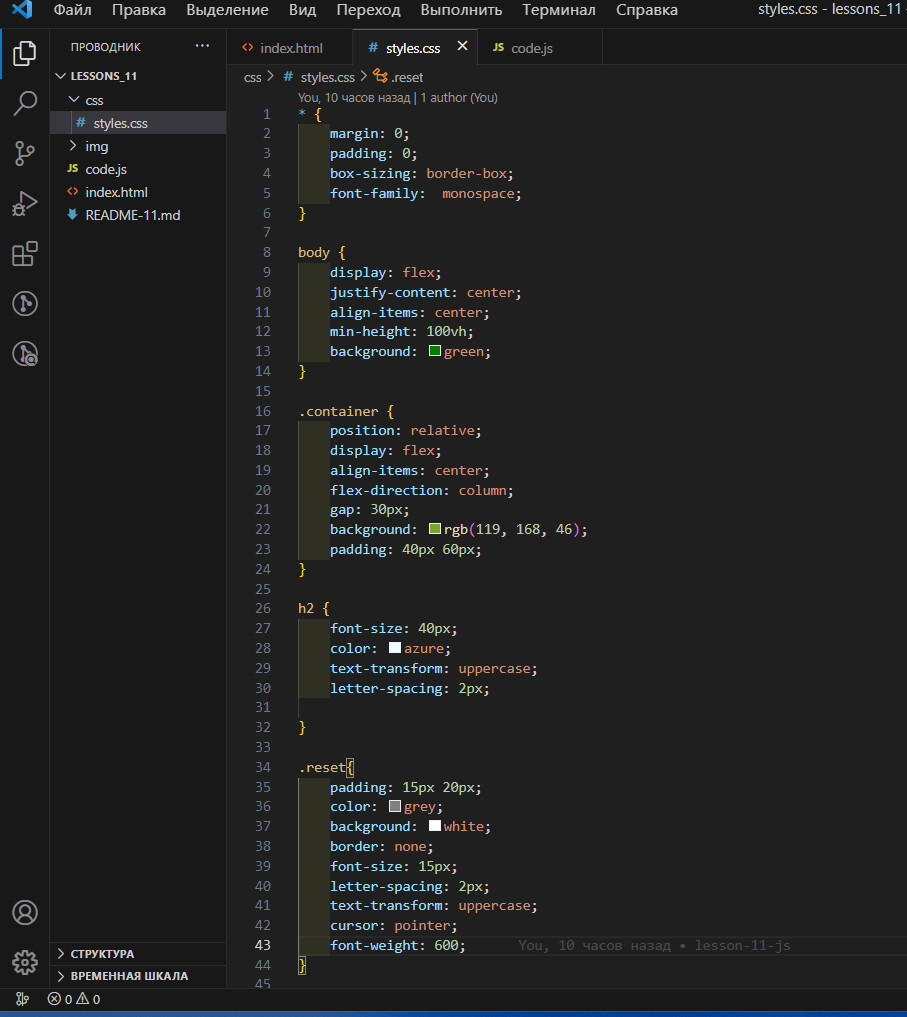 Файл Правка Выделение Вид Переход Выполнить Терминал Справка styles.css - lessons_11 -
ПРОВОДНИК ···
LESSONS_11
css
# styles.css
img
JS code.js
<> index.html
README-11.md
СТРУКТУРА
ВРЕМЕННАЯ ШКАЛА
<> index.html # styles.css × JS code.js
css > # styles.css > .reset
You, 10 часов назад | 1 author (You)
1 * {
2 margin: 0;
3 padding: 0;
4 box-sizing: border-box;
5 font-family:  monospace;
6 }
7
8 body {
9 display: flex;
10 justify-content: center;
11 align-items: center;
12 min-height: 100vh;
13 background: green;
14 }
15
16 .container {
17 position: relative;
18 display: flex;
19 align-items: center;
20 flex-direction: column;
21 gap: 30px;
22 background: rgb(119, 168, 46);
23 padding: 40px 60px;
24 }
25
26 h2 {
27 font-size: 40px;
28 color: azure;
29 text-transform: uppercase;
30 letter-spacing: 2px;
31
32 }
33
34 .reset{
35 padding: 15px 20px;
36 color: grey;
37 background: white;
38 border: none;
39 font-size: 15px;
40 letter-spacing: 2px;
41 text-transform: uppercase;
42 cursor: pointer;
43 font-weight: 600; You, 10 часов назад • lesson-11-js
44 }
45
0 0